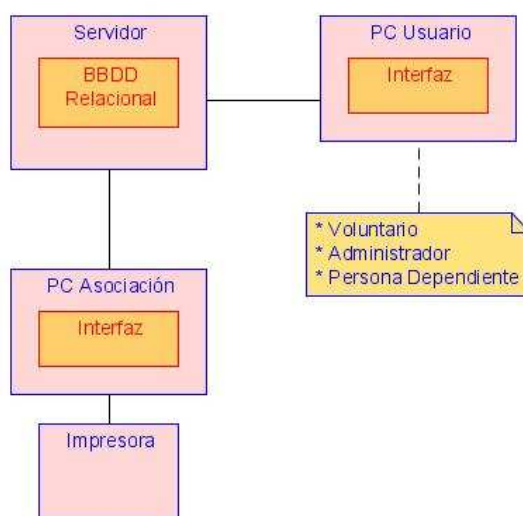 Servidor
BBDD
Relacional
PC Usuario
Interfaz
* Voluntario
* Administrador
* Persona Dependiente
PC Asociación
Interfaz
Impresora